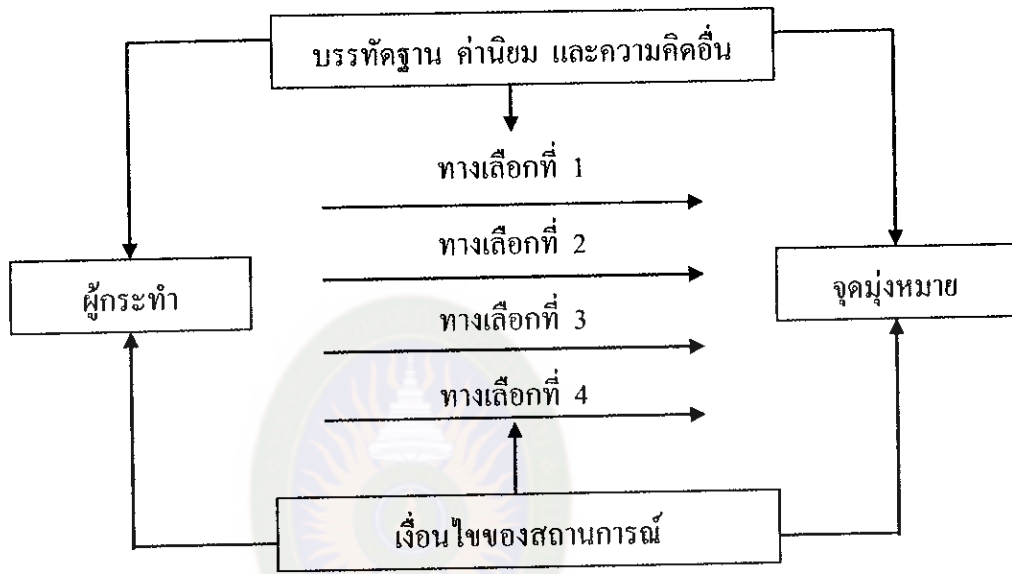 บรรทัดฐาน ค่านิยม และความคิดอื่น
ทางเลือกที่ 1
ทางเลือกที่ 2
ผู้กระทำ
จุดมุ่งหมาย
ทางเลือกที่ 3
ทางเลือกที่ 4
เงื่อนไขของสถานการณ์